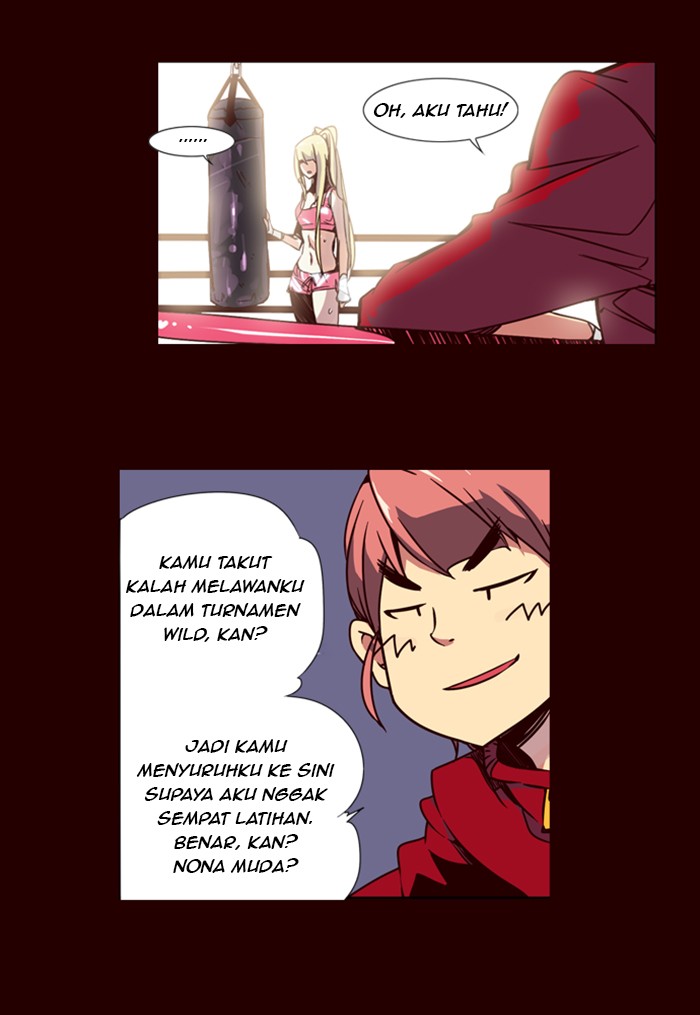 ......
OH, AKU TAHU!
KAMU TAKUT
KALAH MELAWANKU
DALAM TURNAMEN
WILD, KAN?
JADI KAMU
MENYURUHKU KE SINI
SUPAYA AKU NGGAK
SEMPAT LATIHAN.
BENAR, KAN?
NONA MUDA?